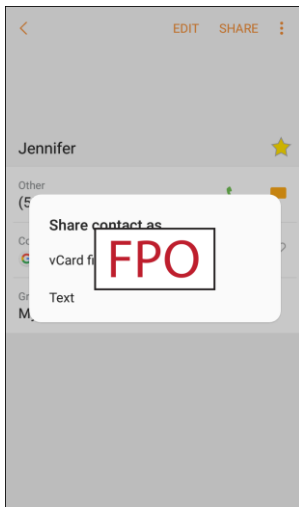 EDIT SHARE
Jennifer
Other
(5
Share contact as
Co
vCard fi
FPO
Text
Gr
M